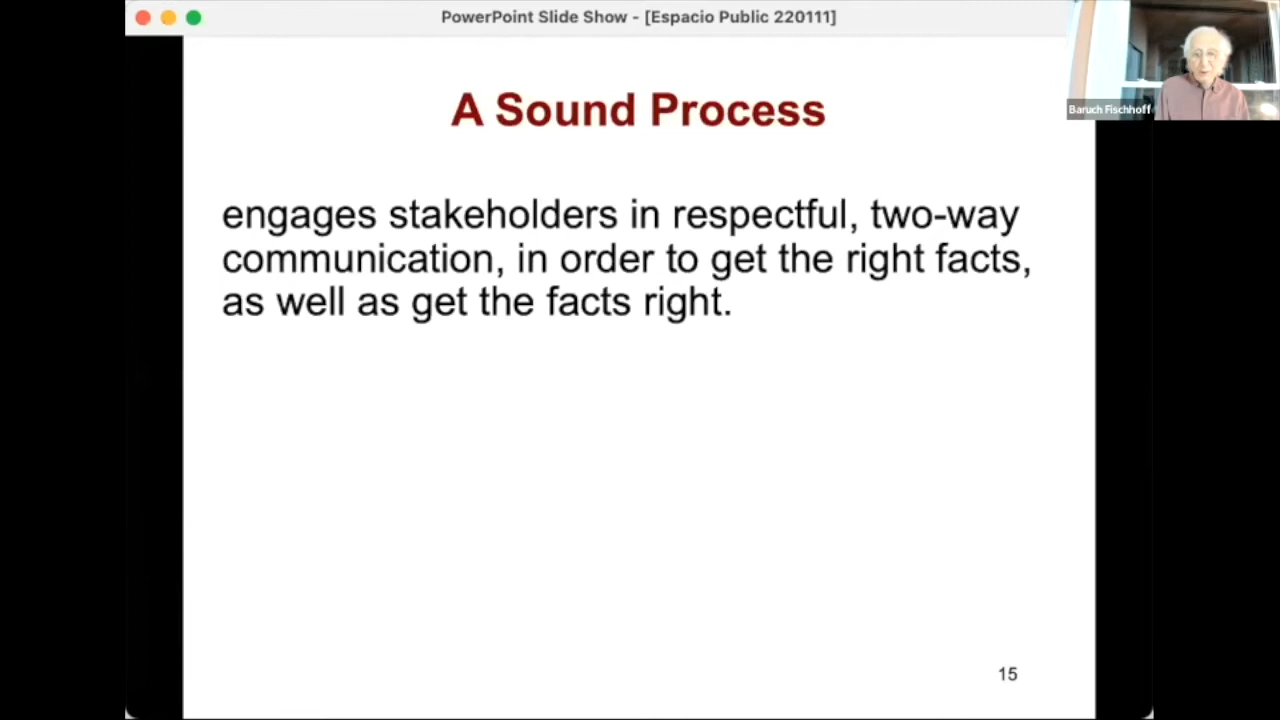 PowerPoint Slide Show - [Espacio Public 220111]
Baruch Fischhoff
A Sound Process
engages stakeholders in respectful, two-way
communication, in order to get the right facts,
as well as get the facts right.
15